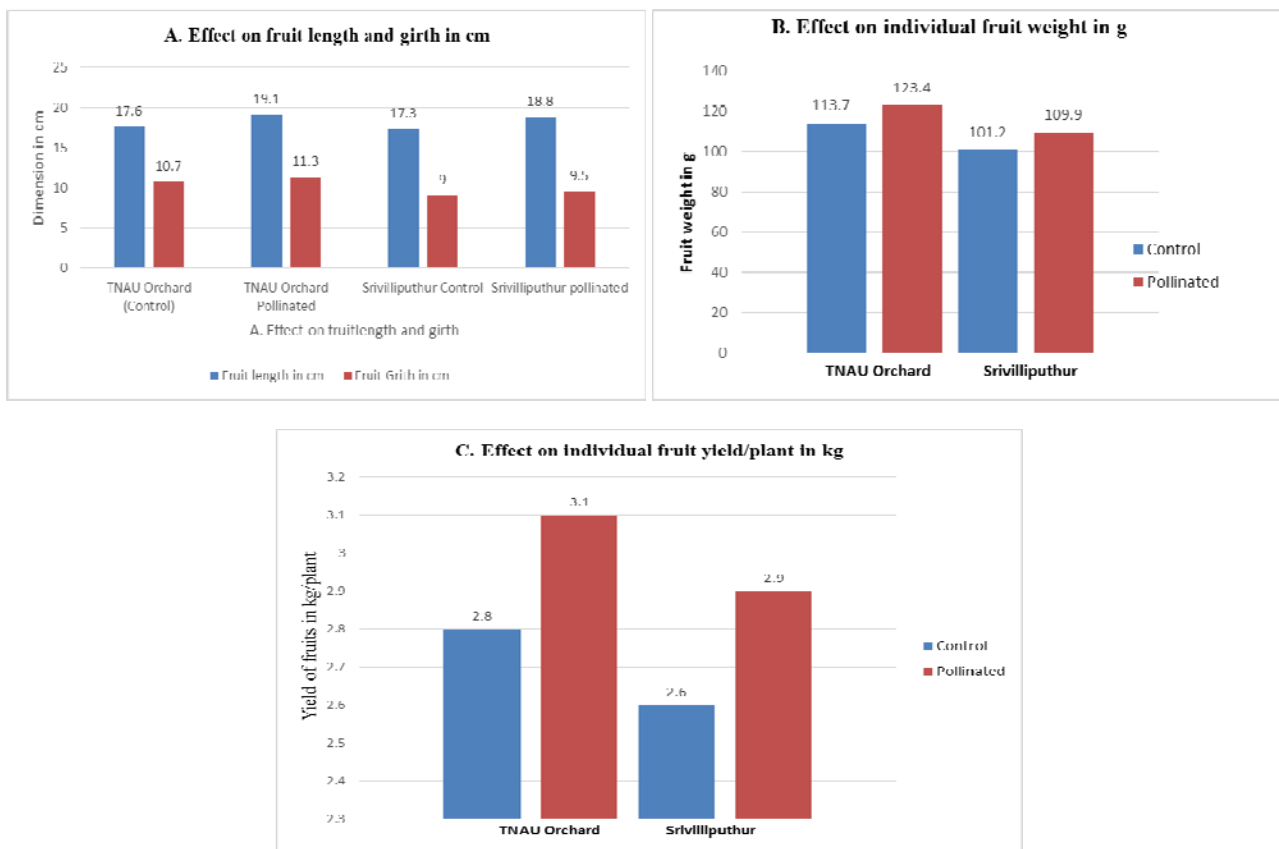 A. Effect on fruit length and girth in cm
25
20
15
10
5
0
Dimension in cm
17.6
10.7
19.1
11.3
17.3
9
18.8
9.5
TNAU Orchard
(Control)
TNAU Orchard
Pollinated
Srivilliputhur Control
Srivilliputhur pollinated
A. Effect on fruitlength and girth
Fruit length in cm
Fruit Grith in cm
B. Effect on individual fruit weight in g
140
120
100
80
60
40
20
0
Fruit weight in g
113.7
123.4
101.2
109.9
TNAU Orchard
Srivilliputhur
Control
Pollinated
C. Effect on individual fruit yield/plant in kg
3.2
3.1
3
2.9
2.8
2.7
2.6
2.5
2.4
2.3
Yield of fruits in kg/plant
2.8
3.1
2.6
2.9
TNAU Orchard
Srivilliputhur
Control
Pollinated